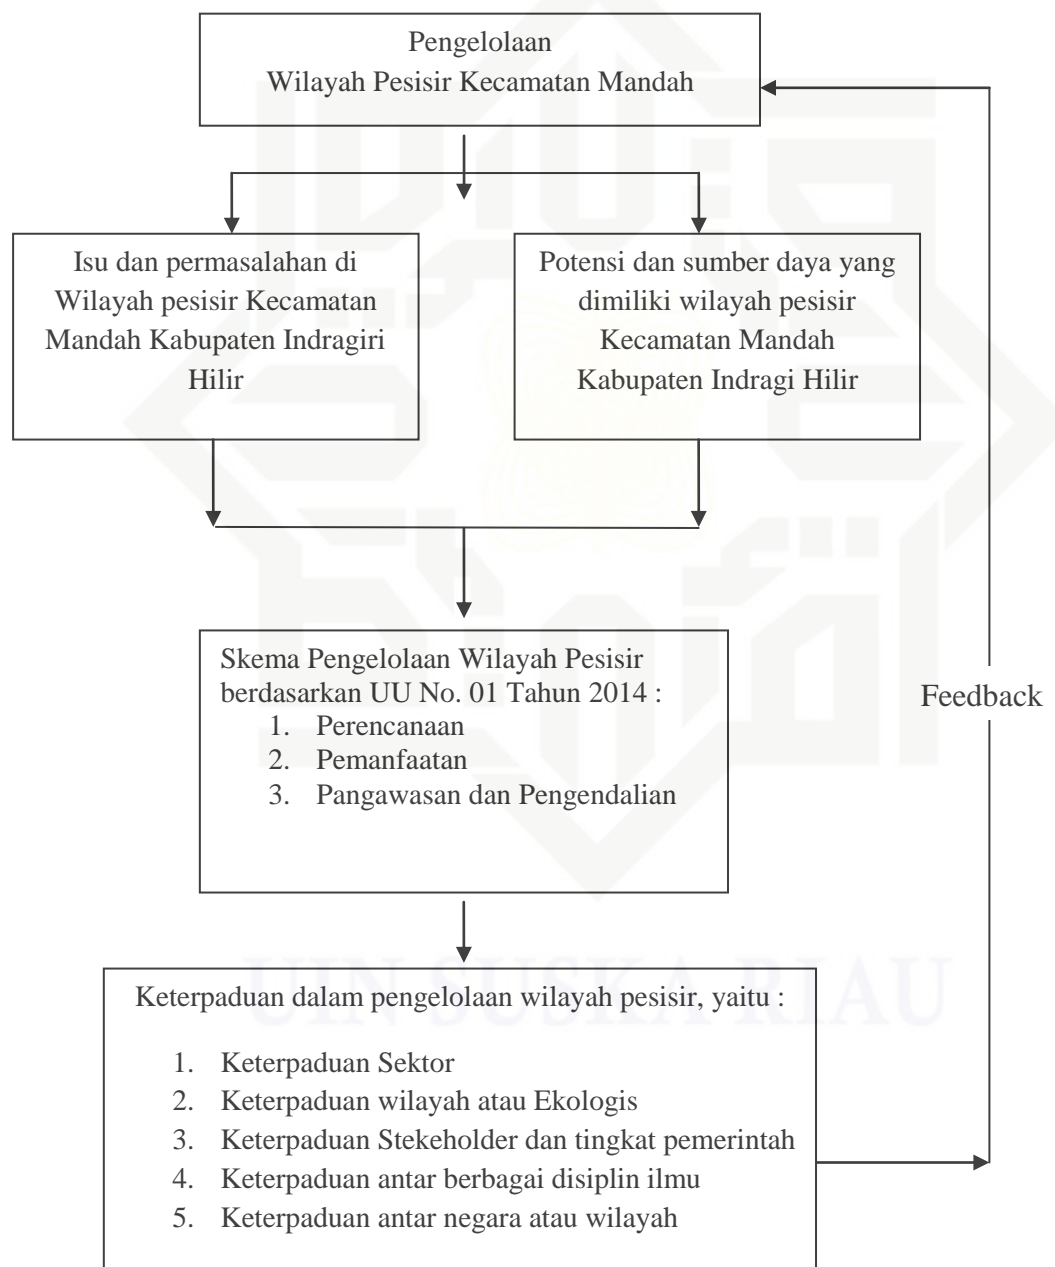 Pengelolaan
Wilayah Pesisir Kecamatan Mandah
Isu dan permasalahan di
Wilayah pesisir Kecamatan
Mandah Kabupaten Indragiri
Hilir
Potensi dan sumber daya yang
dimiliki wilayah pesisir
Kecamatan Mandah
Kabupaten Indragi Hilir
Skema Pengelolaan Wilayah Pesisir
berdasarkan UU No. 01 Tahun 2014 :
1. Perencanaan
2. Pemanfaatan
3. Pangawasan dan Pengendalian
Feedback
Keterpaduan dalam pengelolaan wilayah pesisir, yaitu :
1. Keterpaduan Sektor
2. Keterpaduan wilayah atau Ekologis
3. Keterpaduan Stekeholder dan tingkat pemerintah
4. Keterpaduan antar berbagai disiplin ilmu
5. Keterpaduan antar negara atau wilayah
UIN SUSKA RIAU